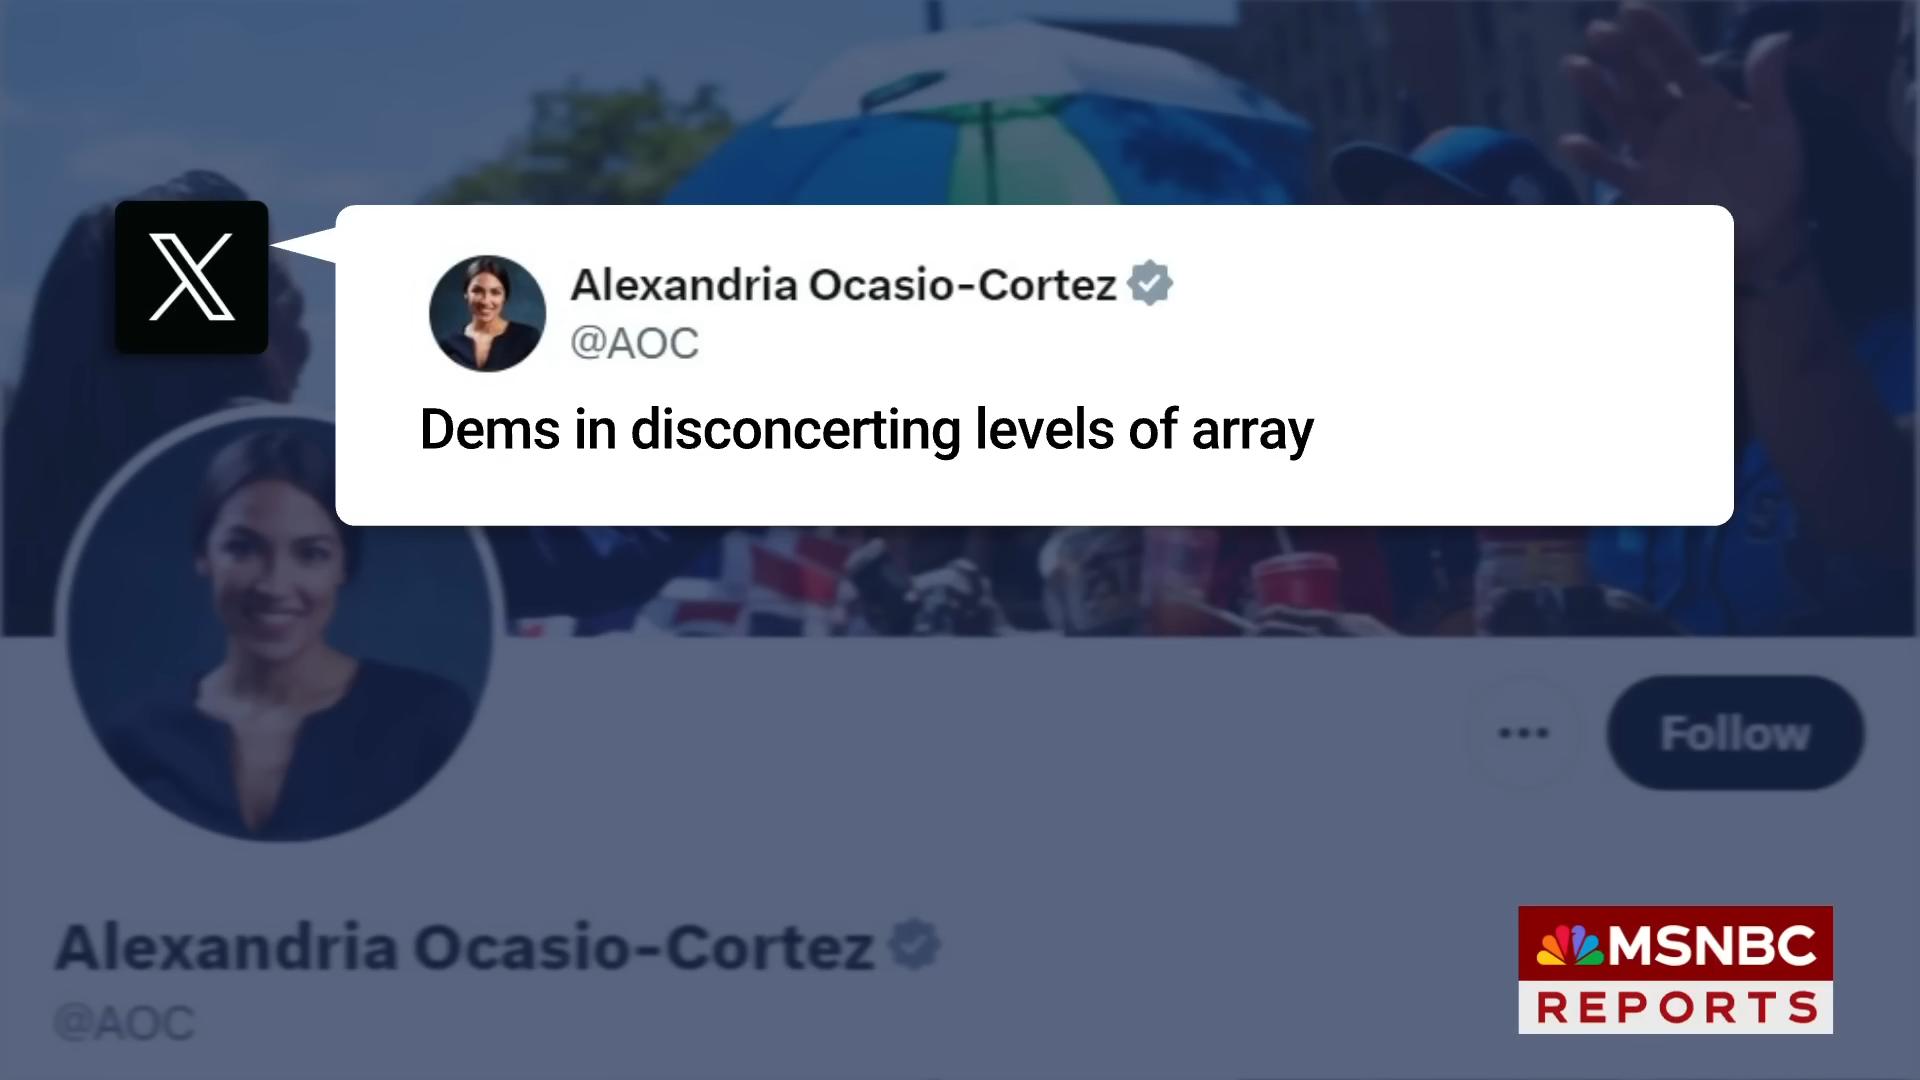 Alexandria Ocasio-Cortez
@AOC
Dems in disconcerting levels of array
Follow
Alexandria Ocasio-Cortez
@AOC
MSNBC
REPORTS